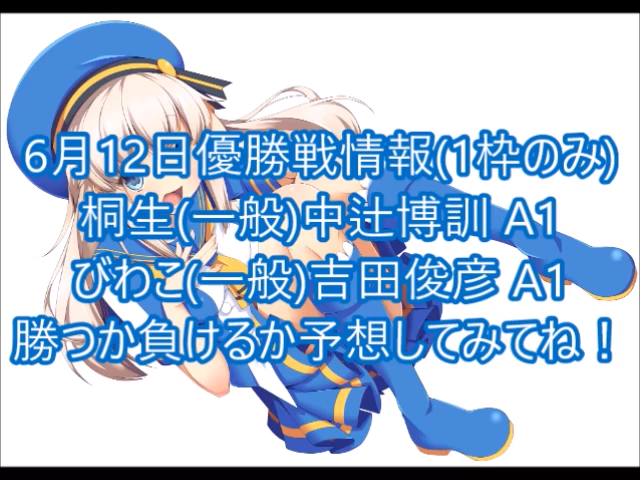 6月12日優勝戦情報(1枠のみ)
桐生(一般)中辻博訓 A1
びわこ(一般)吉田俊彦 A1
勝つか負けるか予想してみてね！